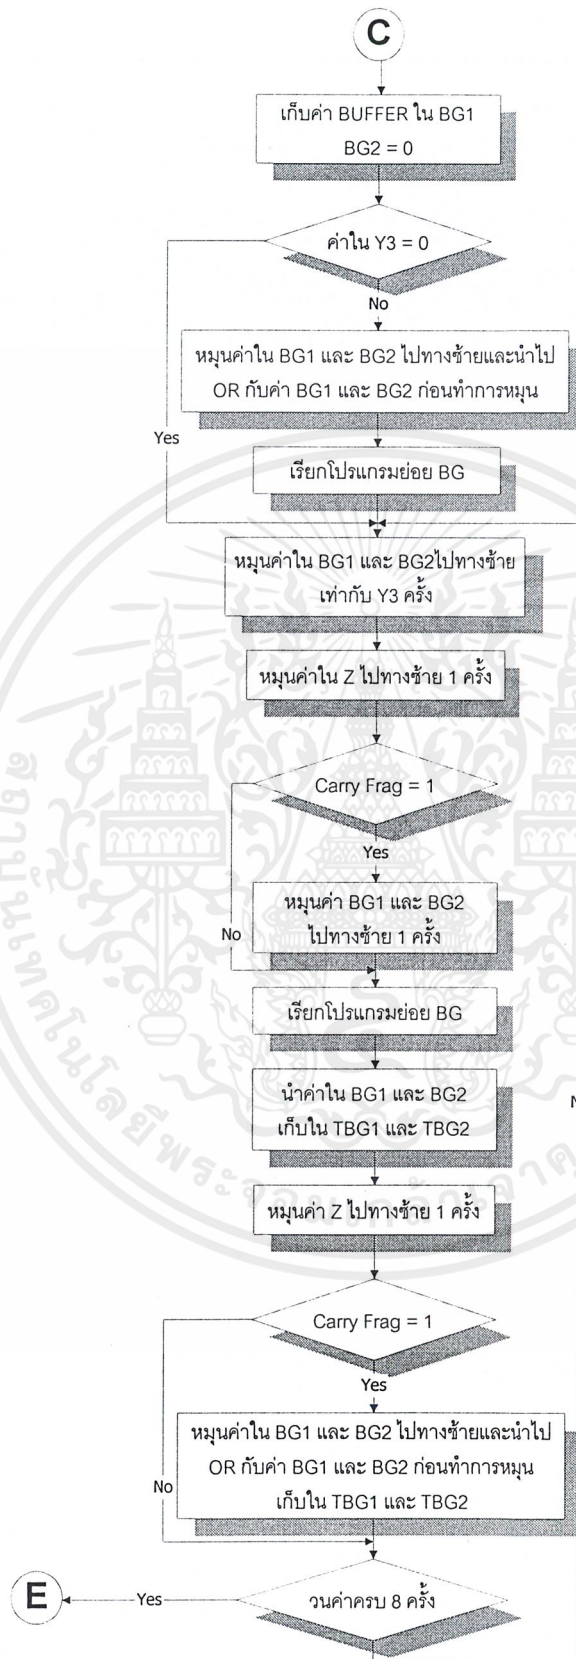 C
เก็บค่า BUFFER ใน BG1
BG2 = 0
ค่าใน Y3 = 0
No
หมุนค่าใน BG1 และ BG2 ไปทางซ้ายและนำไป
OR กับค่า BG1 และ BG2 ก่อนทำการหมุน
Yes
เรียกโปรแกรมย่อย BG
หมุนค่าใน BG1 และ BG2ไปทางซ้าย
เท่ากับ Y3 ครั้ง
หมุนค่าใน Z ไปทางซ้าย 1 ครั้ง
Carry Frag = 1
Yes
หมุนค่า BG1 และ BG2
ไปทางซ้าย 1 ครั้ง
No
เรียกโปรแกรมย่อย BG
นำค่าใน BG1 และ BG2
เก็บใน TBG1 และ TBG2
หมุนค่า Z ไปทางซ้าย 1 ครั้ง
Carry Frag = 1
Yes
หมุนค่าใน BG1 และ BG2 ไปทางซ้ายและนำไป
OR กับค่า BG1 และ BG2 ก่อนทำการหมุน
เก็บใน TBG1 และ TBG2
No
วนค่าครบ 8 ครั้ง
Yes
E